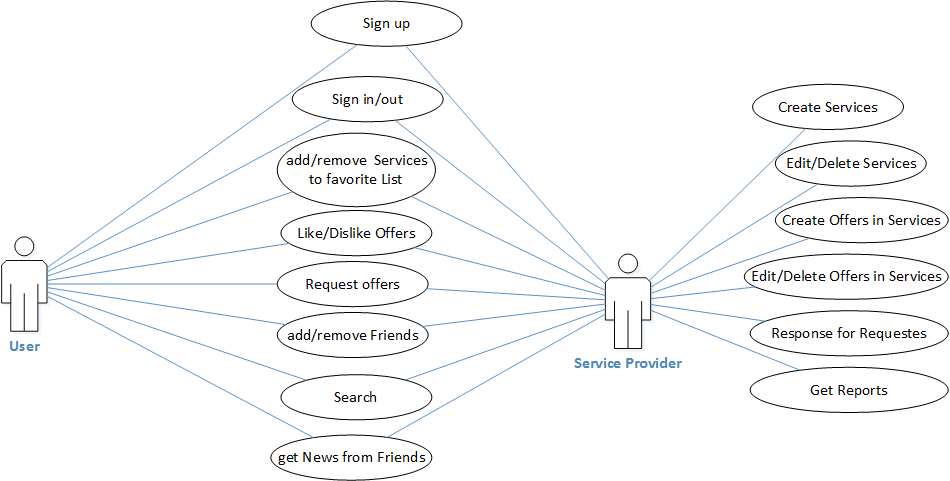 Sign up
Sign in/out
add/remove Services
to favorite List
Like/Dislike Offers
Request offers
add/remove Friends
Search
get News from Friends
User
Service Provider
Create Services
Edit/Delete Services
Create Offers in Services
Edit/Delete Offers in Services
Response for Requestes
Get Reports